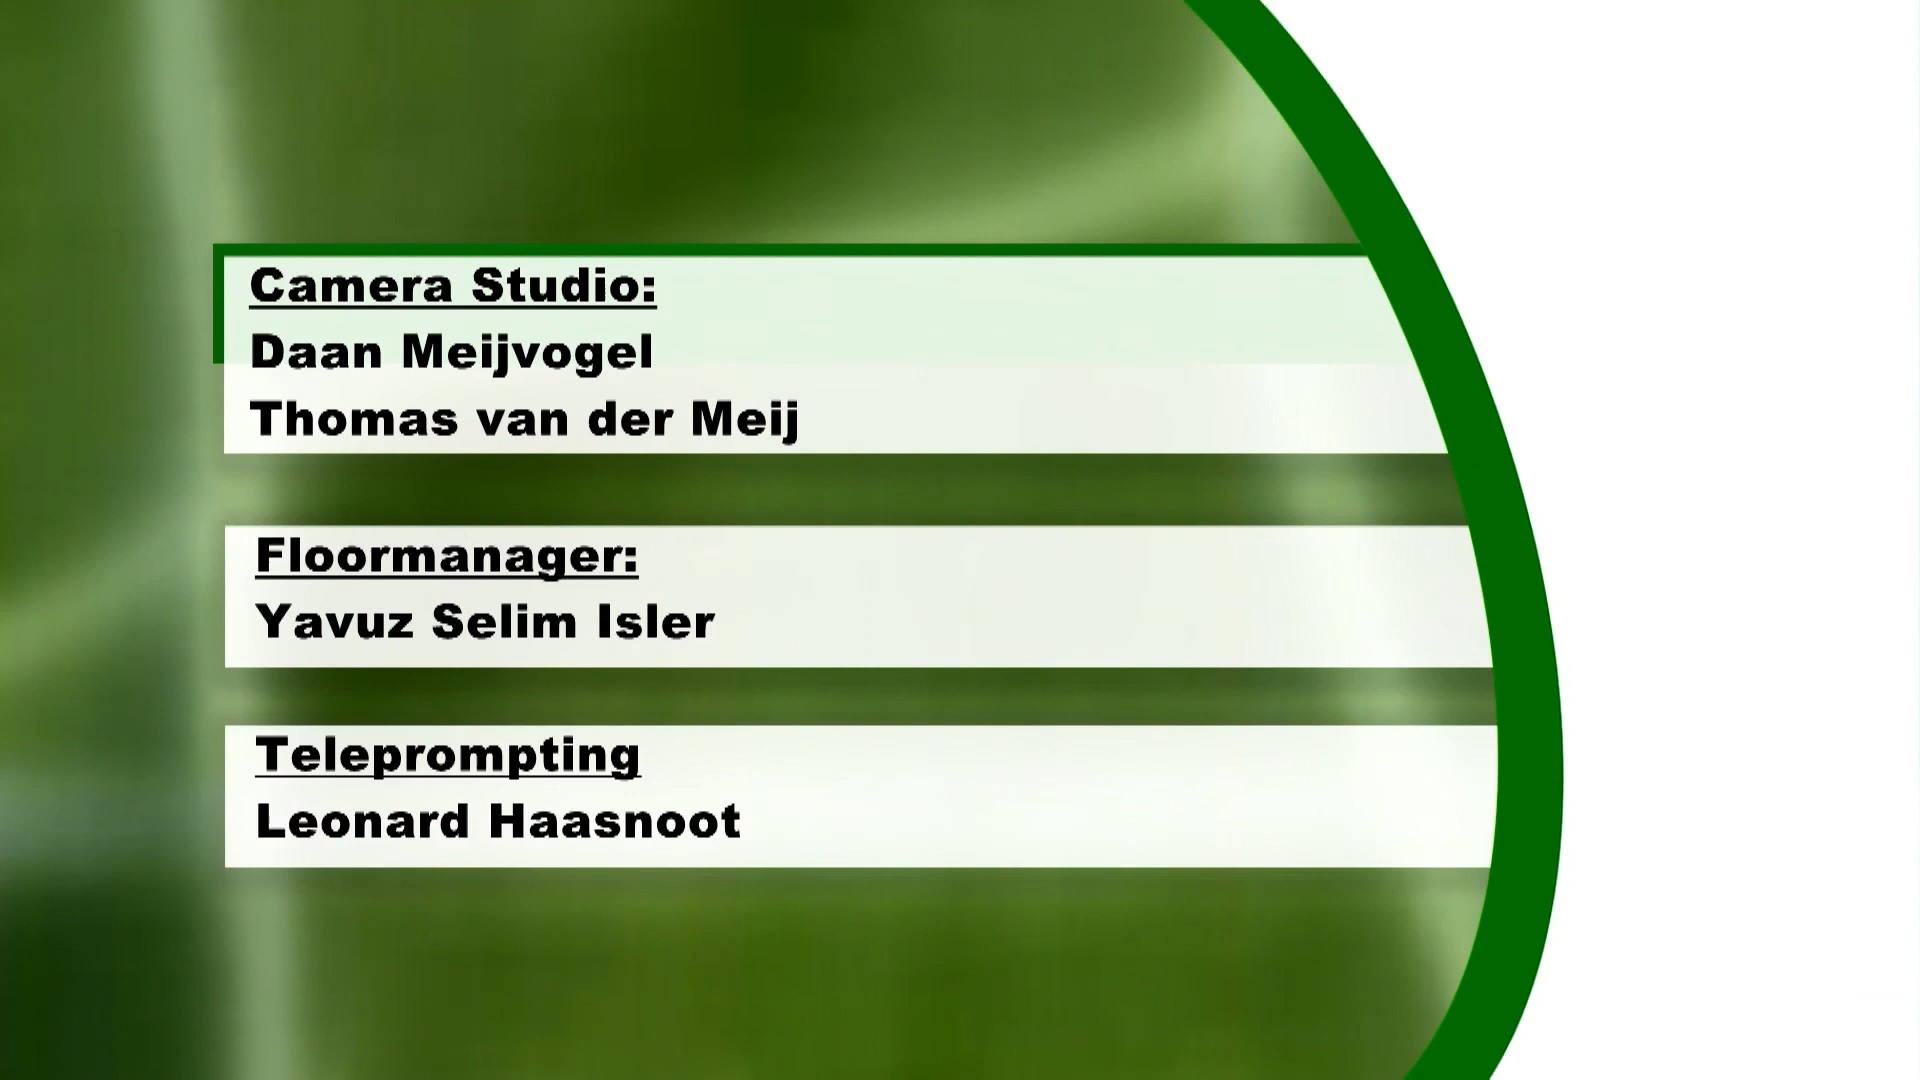 Camera Studio:
Daan Meijvogel
Thomas van der Meij
Floormanager:
Yavuz Selim Isler
Teleprompting
Leonard Haasnoot